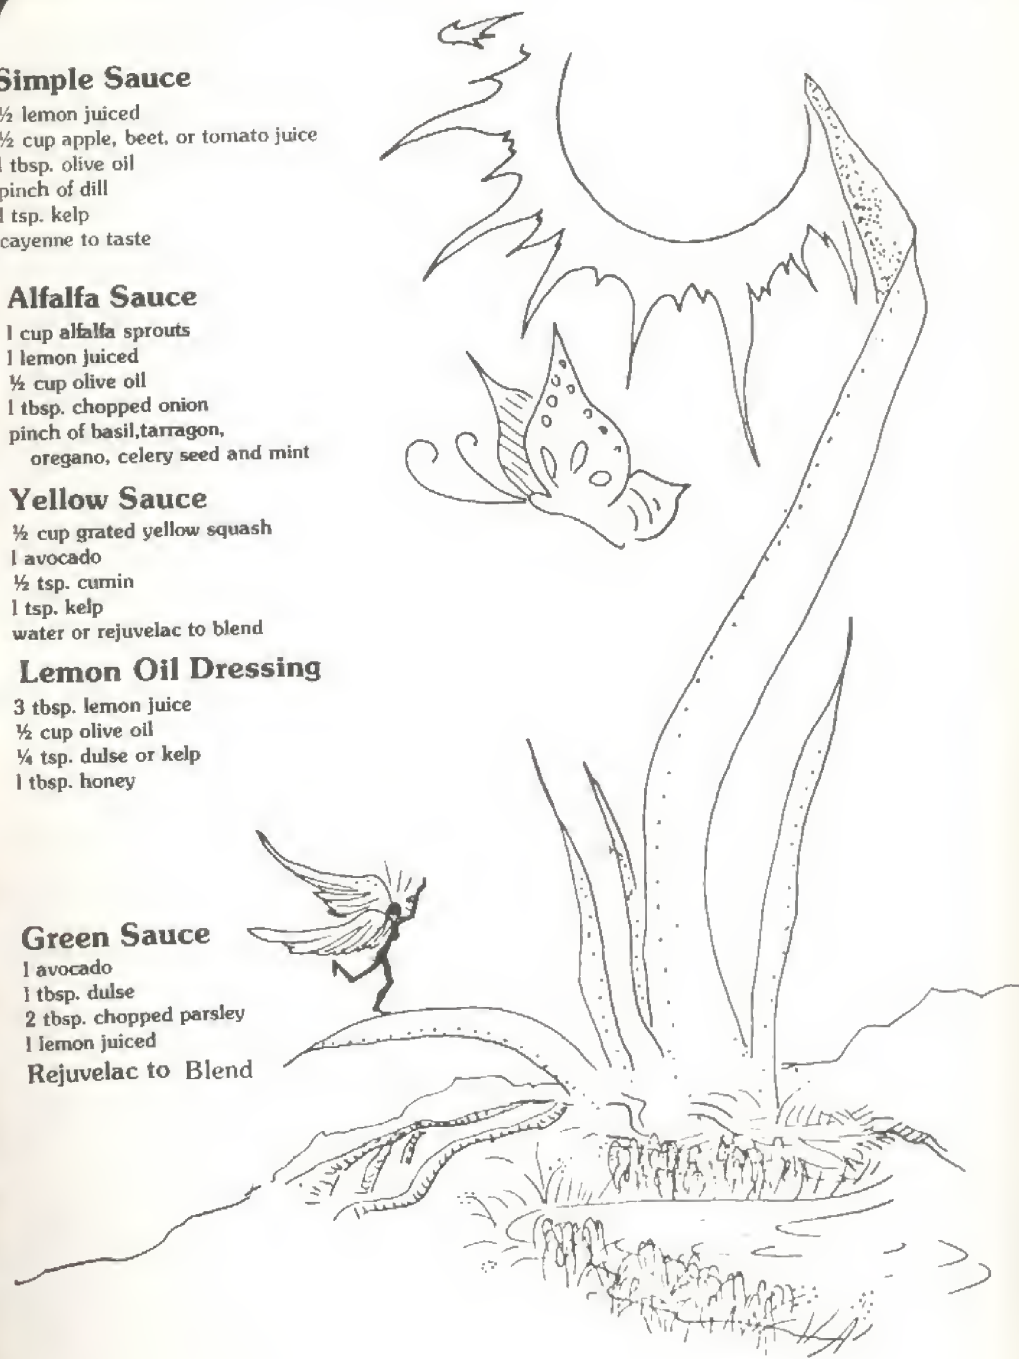 Simple Sauce
½ lemon juiced
½ cup apple, beet, or tomato juice
1 tbsp. olive oil
pinch of dill
1 tsp. kelp
cayenne to taste
Alfalfa Sauce
1 cup alfalfa sprouts
1 lemon juiced
½ cup olive oil
1 tbsp. chopped onion
pinch of basil,tarragon,
oregano, celery seed and mint
Yellow Sauce
½ cup grated yellow squash
1 avocado
½ tsp. cumin
1 tsp. kelp
water or rejuvelac to blend
Lemon Oil Dressing
3 tbsp. lemon juice
½ cup olive oil
¼ tsp. dulse or kelp
1 tbsp. honey
Green Sauce
1 avocado
1 tbsp. dulse
2 tbsp. chopped parsley
1 lemon juiced
Rejuvelac to Blend